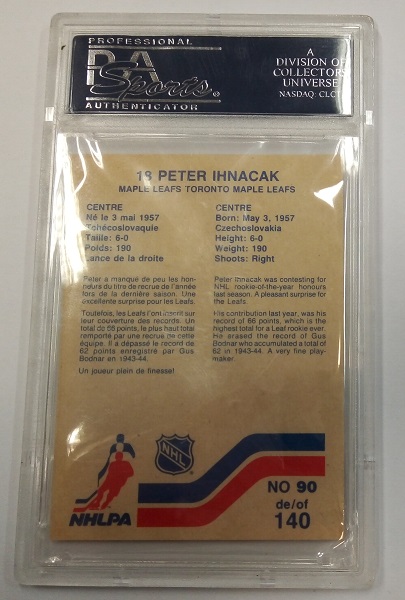 PROFESSIONAL
PSA
Sports
AUTHENTICATOR
A
DIVISION OF
COLLECTORS
UNIVERSE
NASDAQ: CLCT
18 PETER IHNACAK
MAPLE LEAFS TORONTO MAPLE LEAFS
CENTRE
Né le 3 mai 1957
Tchécoslovaquie
Taille: 6-0
Poids: 190
Lance de la droite
CENTRE
Born: May 3, 1957
Czechoslovakia
Height: 6-0
Weight: 190
Shoots: Right
Peter a manqué de peu les hon-
neurs du titre de recrue de l'année
lors de la dernière saison. Une
excellente surprise pour les Leafs.
Toutefois, les Leafs l'ont inscrit sur
leur couverture des records. Un
total de 66 points, le plus haut total
remporté par une recrue de cette
équipe. Il a dépassé le record de
62 points enregistré par Gus
Bodnar en 1943-44.
Un joueur plein de finesse!
Peter Ihnacak was contesting for
NHL rookie-of-the-year honours
last season. A pleasant surprise for
the Leafs.
His contribution last year, was his
record of 66 points, which is the
highest total for a Leaf rookie ever.
He erased the record of Gus
Bodnar who accumulated a total of
62 in 1943-44. A very fine play-
maker.
NHLPA
NHL
NO 90
de/of
140